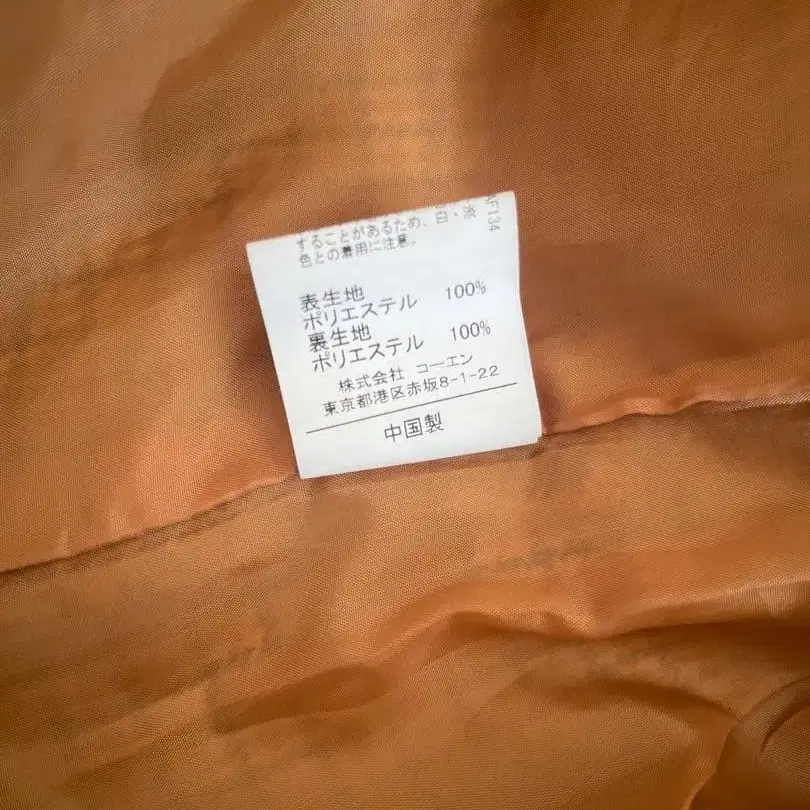 することがあるため、白・淡
色との着用に注意。
AF134
表生地
ポリエステル 100%
裏生地
ポリエステル 100%
株式会社 コーエン
東京都港区赤坂8-1-22
中国製